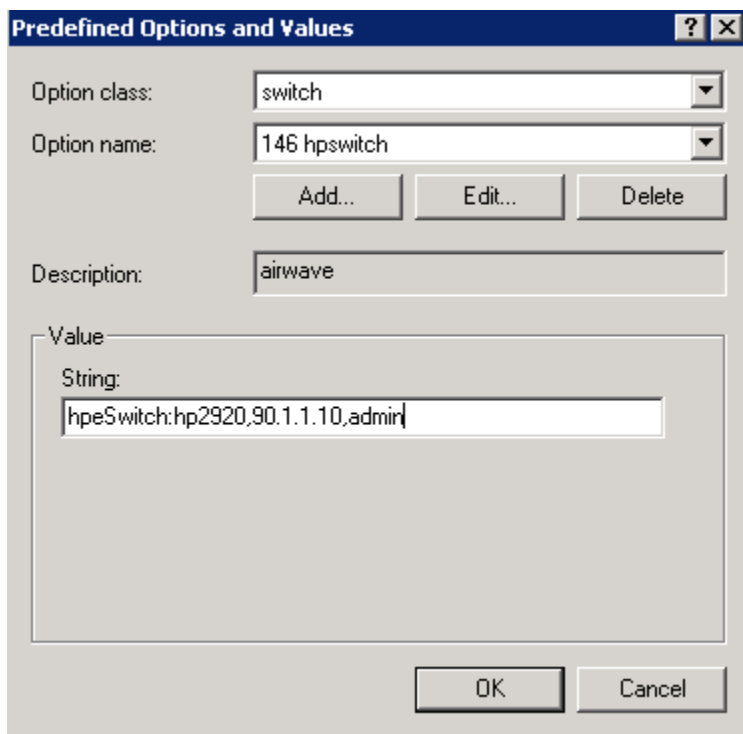 Predefined Options and Values
Option class: switch
Option name: 146 hpswitch
Add... Edit... Delete
Description: airwave
Value
String:
hpeSwitch:hp2920,90.1.1.10,admin
OK Cancel